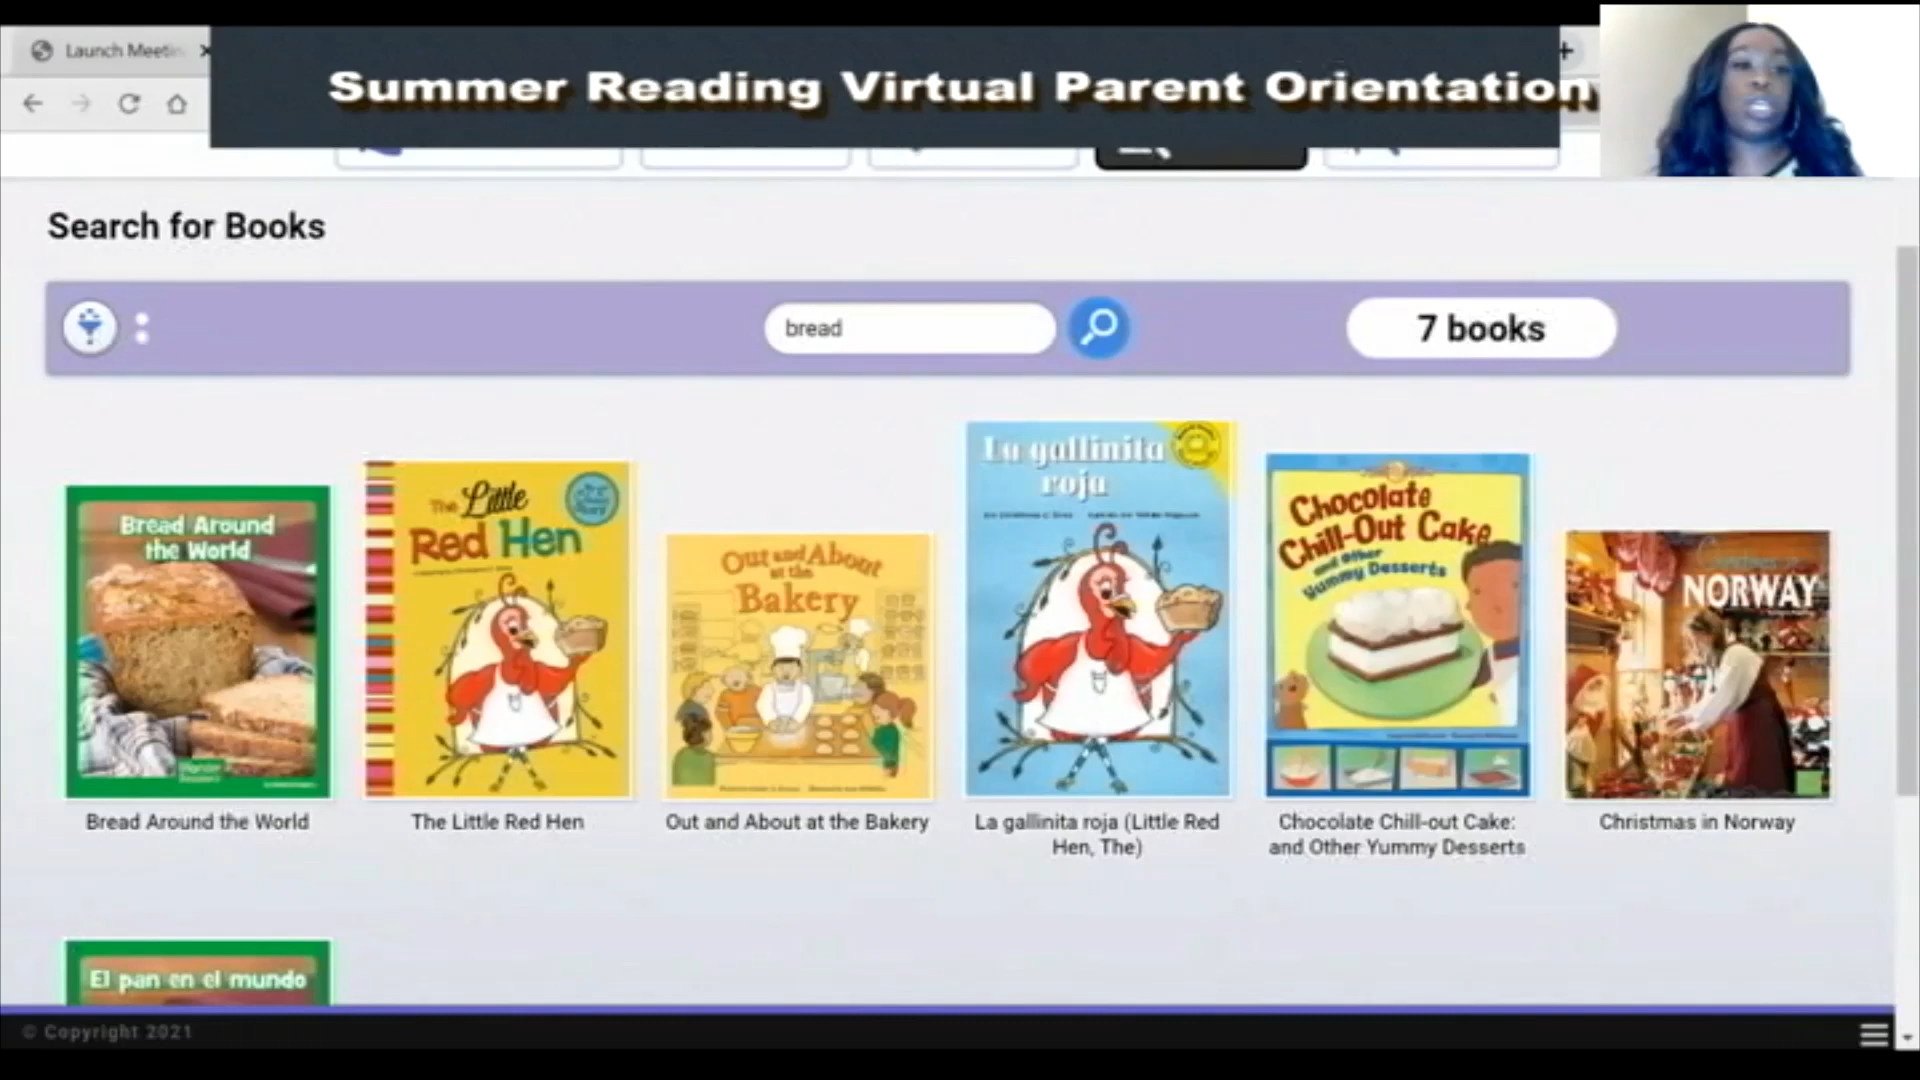 Launch Meetin
Summer Reading Virtual Parent Orientation
Search for Books
bread
7 books
Bread Around
the World
The Little
Red Hen
Out and About
at the
Bakery
La gallinita
roja
Chocolate
Chill-Out Cake
and Other
Yummy Desserts
Christmas in
NORWAY
Bread Around the World
The Little Red Hen
Out and About at the Bakery
La gallinita roja (Little Red
Hen, The)
Chocolate Chill-out Cake:
and Other Yummy Desserts
Christmas in Norway
El pan en el mundo
© Copyright 2021